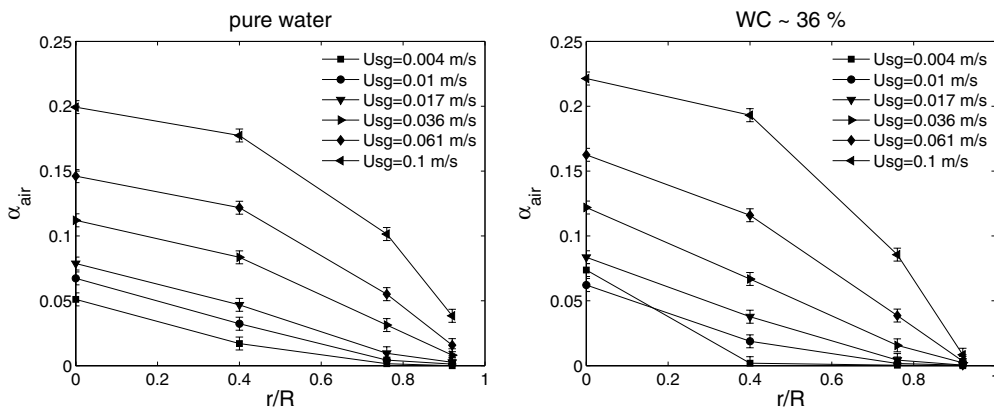 pure water
0.25
0.2
0.15
0.1
0.05
0
0
0.2
0.4
0.6
0.8
1
α_air
r/R
Usg=0.004 m/s
Usg=0.01 m/s
Usg=0.017 m/s
Usg=0.036 m/s
Usg=0.061 m/s
Usg=0.1 m/s
WC ~ 36 %
0.25
0.2
0.15
0.1
0.05
0
0
0.2
0.4
0.6
0.8
1
α_air
r/R
Usg=0.004 m/s
Usg=0.01 m/s
Usg=0.017 m/s
Usg=0.036 m/s
Usg=0.061 m/s
Usg=0.1 m/s